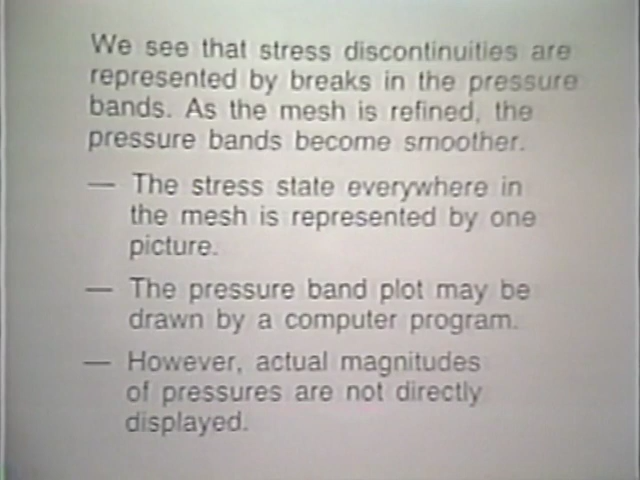 We see that stress discontinuities are
represented by breaks in the pressure
bands. As the mesh is refined, the
pressure bands become smoother.
— The stress state everywhere in
the mesh is represented by one
picture.
— The pressure band plot may be
drawn by a computer program.
— However, actual magnitudes
of pressures are not directly
displayed.